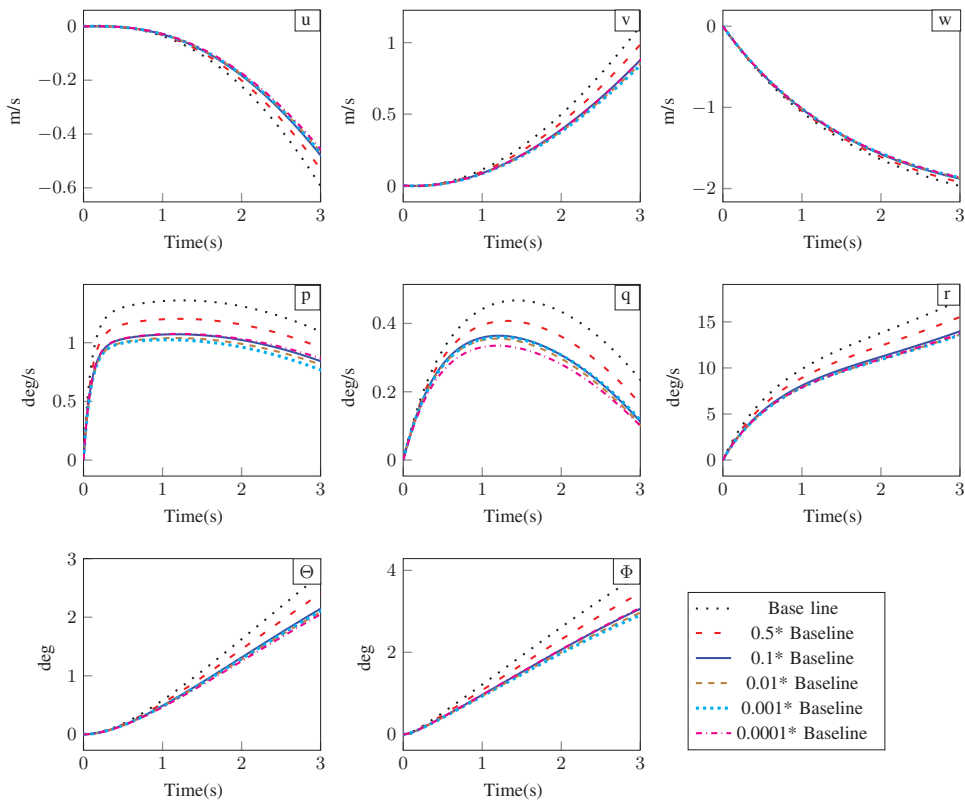 u
0
−0.2
−0.4
−0.6
m/s
0 1 2 3
Time(s)
v
1
0.5
0
m/s
0 1 2 3
Time(s)
w
0
−1
−2
m/s
0 1 2 3
Time(s)
p
1
0.5
0
deg/s
0 1 2 3
Time(s)
q
0.4
0.2
0
deg/s
0 1 2 3
Time(s)
r
15
10
5
0
deg/s
0 1 2 3
Time(s)
Θ
3
2
1
0
deg
0 1 2 3
Time(s)
Φ
4
2
0
deg
0 1 2 3
Time(s)
Base line
0.5* Baseline
0.1* Baseline
0.01* Baseline
0.001* Baseline
0.0001* Baseline